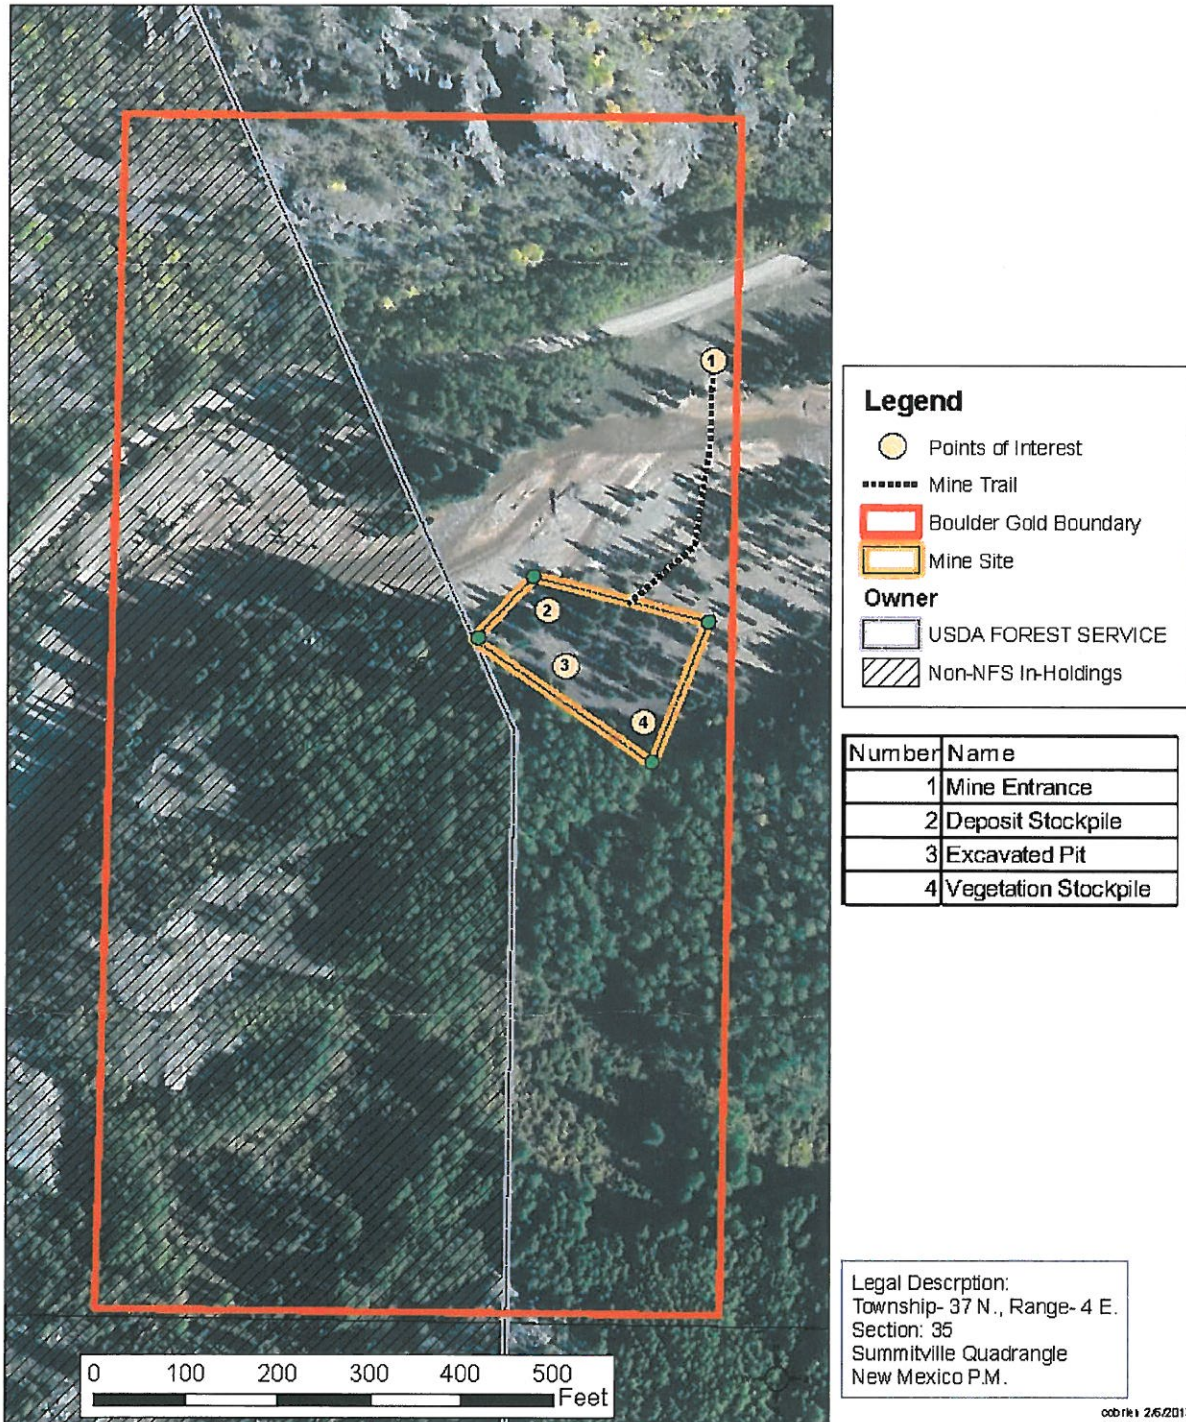 1
2
3
4
0 100 200 300 400 500
Feet
Legend
Points of Interest
Mine Trail
Boulder Gold Boundary
Mine Site
Owner
USDA FOREST SERVICE
Non-NFS In-Holdings
Number Name
1 Mine Entrance
2 Deposit Stockpile
3 Excavated Pit
4 Vegetation Stockpile
Legal Descrption:
Township- 37 N., Range- 4 E.
Section: 35
Summitville Quadrangle
New Mexico P.M.